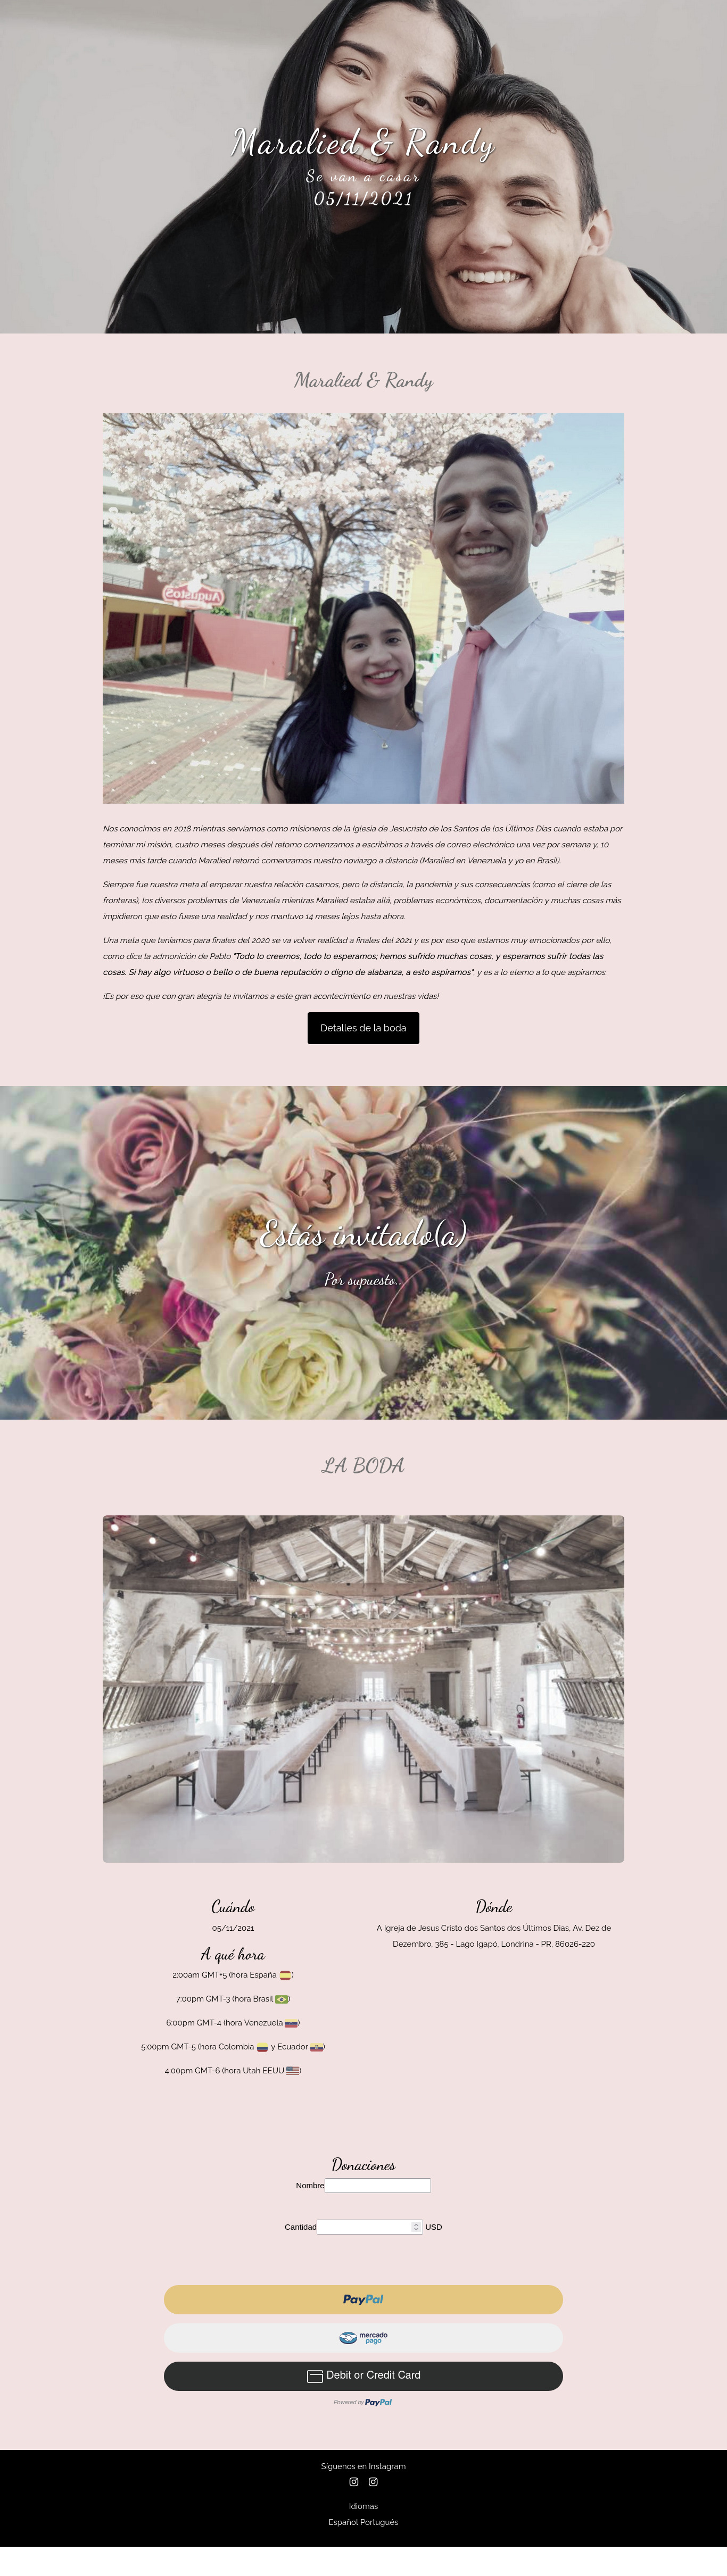 Maralied & Randy
Se van a casar
05/11/2021
Maralied & Randy
Augustos
Nos conocimos en 2018 mientras servíamos como misioneros de la Iglesia de Jesucristo de los Santos de los Últimos Días cuando estaba por
terminar mi misión, cuatro meses después del retorno comenzamos a escribirnos a través de correo electrónico una vez por semana y, 10
meses más tarde cuando Maralied retornó comenzamos nuestro noviazgo a distancia (Maralied en Venezuela y yo en Brasil).
Siempre fue nuestra meta al empezar nuestra relación casarnos, pero la distancia, la pandemia y sus consecuencias (como el cierre de las
fronteras), los diversos problemas de Venezuela mientras Maralied estaba allá, problemas económicos, documentación y muchas cosas más
impidieron que esto fuese una realidad y nos mantuvo 14 meses lejos hasta ahora.
Una meta que teníamos para finales del 2020 se va volver realidad a finales del 2021 y es por eso que estamos muy emocionados por ello,
como dice la admonición de Pablo "Todo lo creemos, todo lo esperamos; hemos sufrido muchas cosas, y esperamos sufrir todas las
cosas. Si hay algo virtuoso o bello o de buena reputación o digno de alabanza, a esto aspiramos", y es a lo eterno a lo que aspiramos.
¡Es por eso que con gran alegría te invitamos a este gran acontecimiento en nuestras vidas!
Detalles de la boda
Estás invitado(a)
Por supuesto..
LA BODA
Cuándo
05/11/2021
A qué hora
2:00am GMT+5 (hora España )
7:00pm GMT-3 (hora Brasil )
6:00pm GMT-4 (hora Venezuela )
5:00pm GMT-5 (hora Colombia y Ecuador )
4:00pm GMT-6 (hora Utah EEUU )
Dónde
A Igreja de Jesus Cristo dos Santos dos Últimos Dias, Av. Dez de
Dezembro, 385 - Lago Igapó, Londrina - PR, 86026-220
Donaciones
Nombre
Cantidad USD
PayPal
mercado
pago
Debit or Credit Card
Powered by PayPal
Síguenos en Instagram
Idiomas
Español Portugués